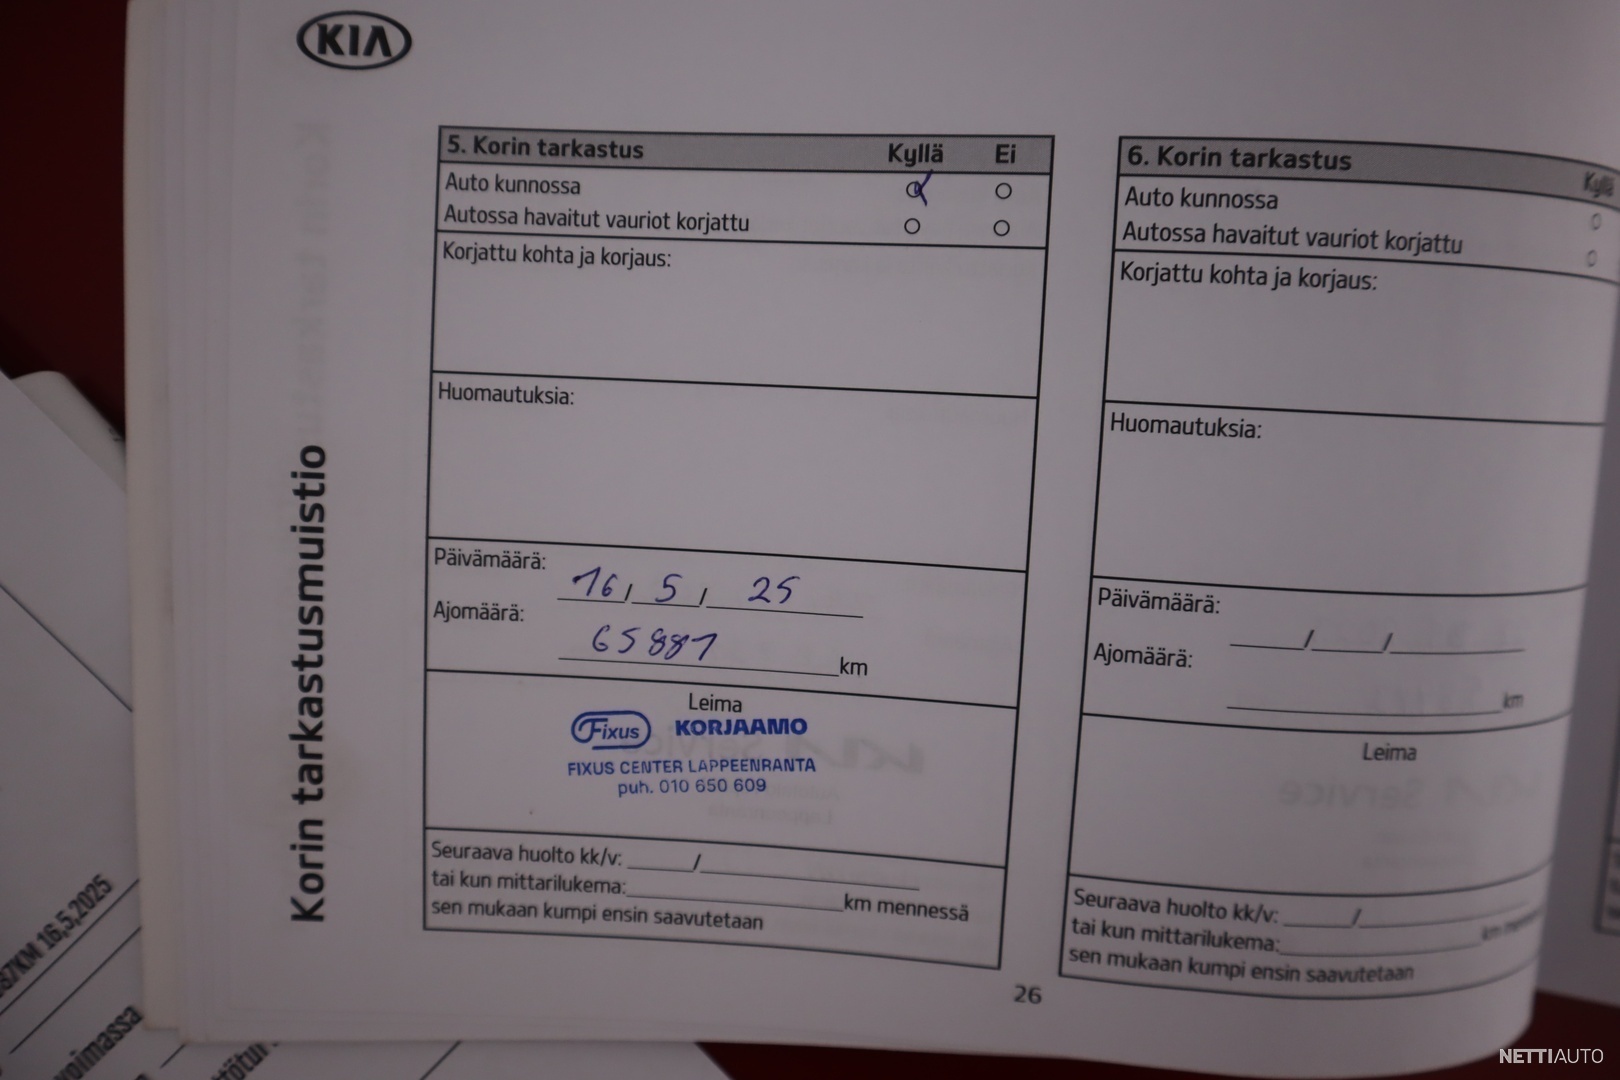 KIA
Korin tarkastusmuistio
5. Korin tarkastus Kyllä Ei
Auto kunnossa
Autossa havaitut vauriot korjattu
Korjattu kohta ja korjaus:
Huomautuksia:
Päivämäärä: 16 / 5 / 25
Ajomäärä: 65881 km
Leima
Fixus KORJAAMO
FIXUS CENTER LAPPEENRANTA
puh. 010 650 609
Seuraava huolto kk/v: /
tai kun mittarilukema: km mennessä
sen mukaan kumpi ensin saavutetaan
26
6. Korin tarkastus Kyllä
Auto kunnossa
Autossa havaitut vauriot korjattu
Korjattu kohta ja korjaus:
Huomautuksia:
Päivämäärä: / /
Ajomäärä: km
Leima
Seuraava huolto kk/v: /
tai kun mittarilukema: km
sen mukaan kumpi ensin saavutetaan
KM 16,5,2025
voimassa
NETTIAUTO